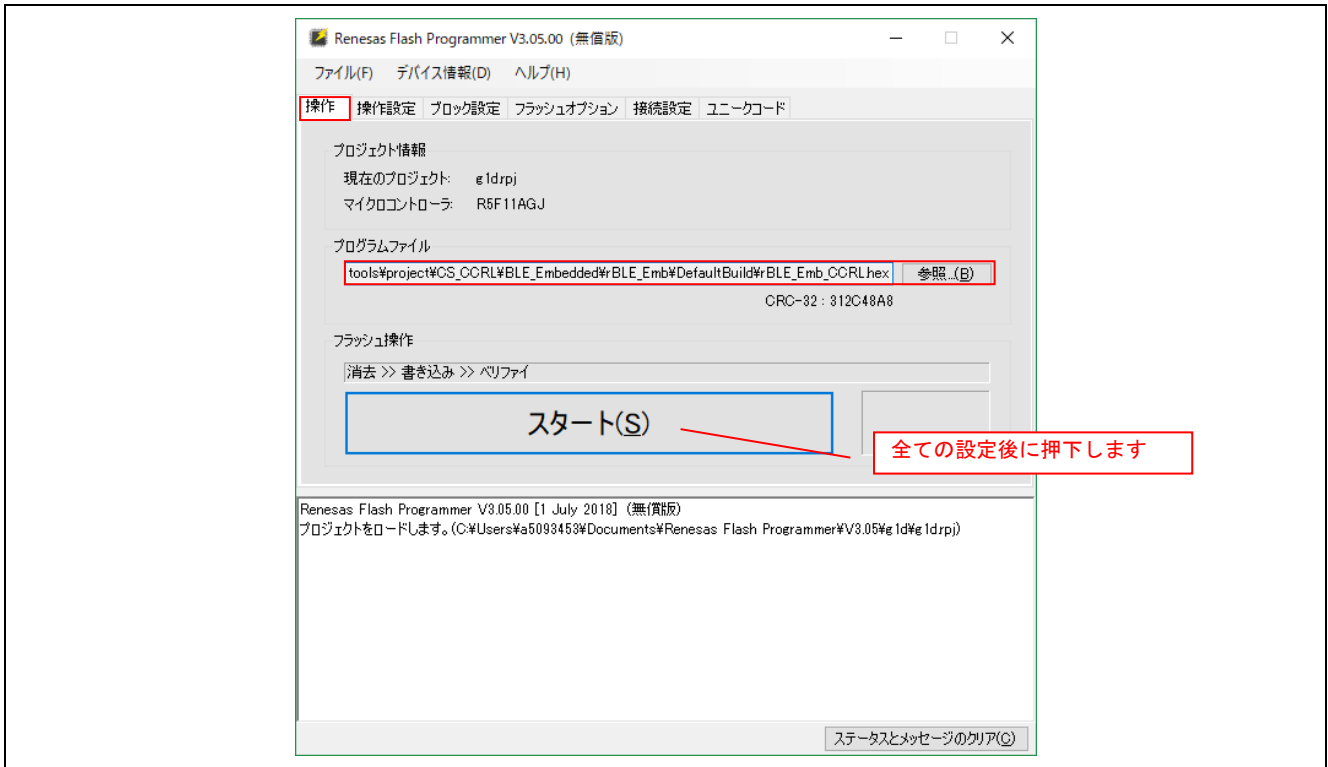 Renesas Flash Programmer V3.05.00 (無償版)
ファイル(F) デバイス情報(D) ヘルプ(H)
操作 操作設定 ブロック設定 フラッシュオプション 接続設定 ユニークコード
プロジェクト情報
現在のプロジェクト: g1d.rpj
マイクロコントローラ: R5F11AGJ
プログラムファイル
tools¥project¥CS_CCRL¥BLE_Embedded¥rBLE_Emb¥DefaultBuild¥rBLE_Emb_CCRL.hex 参照...(B)
CRC-32 : 312C48A8
フラッシュ操作
消去 >> 書き込み >> ベリファイ
スタート(S)
全ての設定後に押下します
Renesas Flash Programmer V3.05.00 [1 July 2018] (無償版)
プロジェクトをロードします。(C:¥Users¥a5093453¥Documents¥Renesas Flash Programmer¥V3.05¥g1d¥g1d.rpj)
ステータスとメッセージのクリア(C)